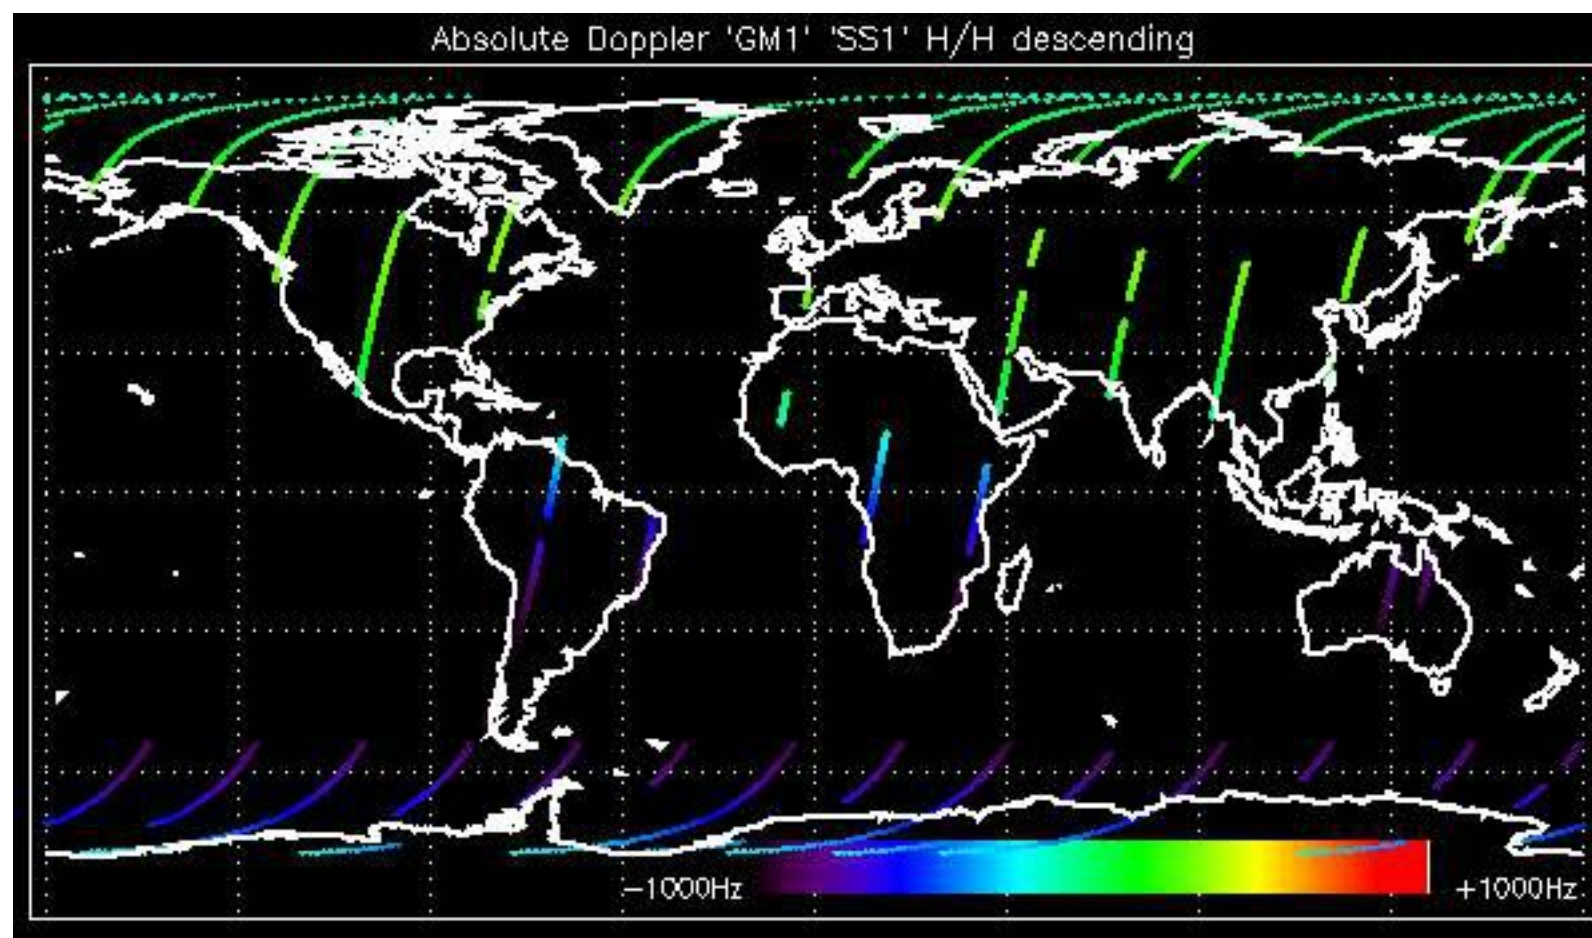 Absolute Doppler 'GM1' 'SS1' H/H descending
−1000Hz
+1000Hz